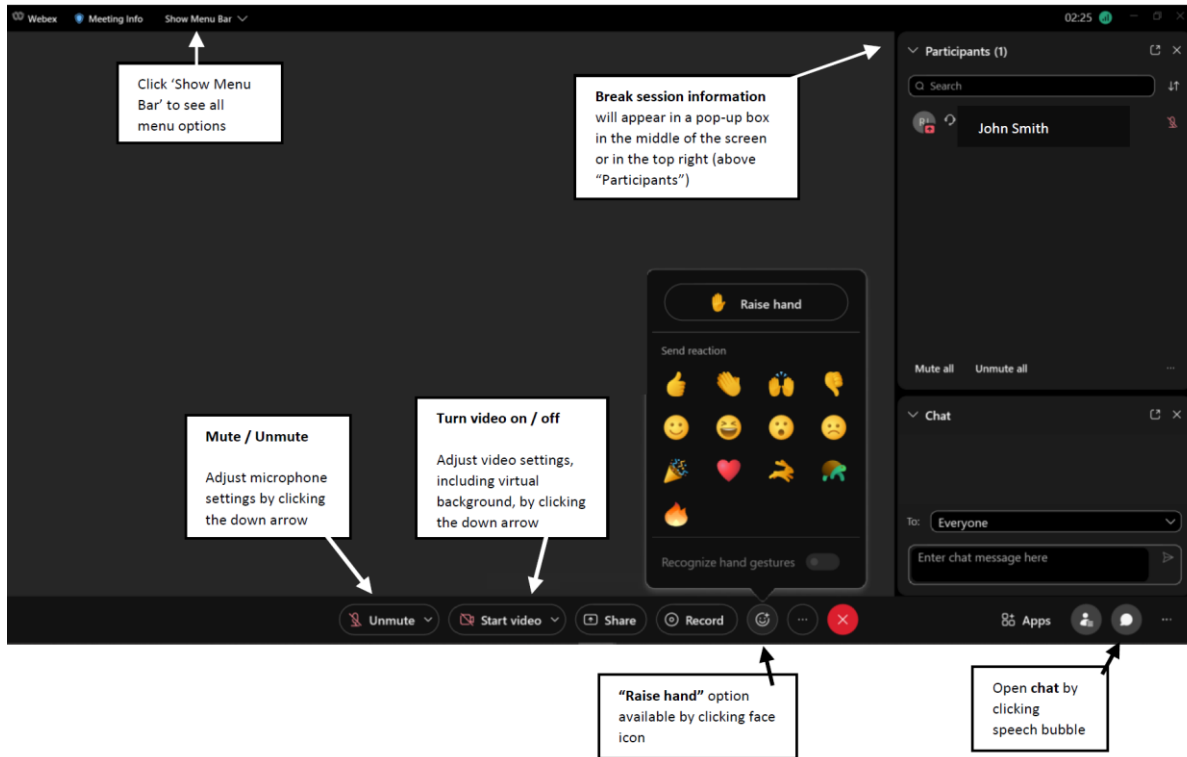 Webex Meeting Info Show Menu Bar 02:25
Click ‘Show Menu
Bar’ to see all
menu options
Break session information
will appear in a pop-up box
in the middle of the screen
or in the top right (above
“Participants”)
Participants (1)
Search
John Smith
Mute all Unmute all
Raise hand
Send reaction
Recognize hand gestures
Mute / Unmute
Adjust microphone
settings by clicking
the down arrow
Turn video on / off
Adjust video settings,
including virtual
background, by clicking
the down arrow
Chat
To: Everyone
Enter chat message here
Unmute Start video Share Record Apps
“Raise hand” option
available by clicking face
icon
Open chat by
clicking
speech bubble